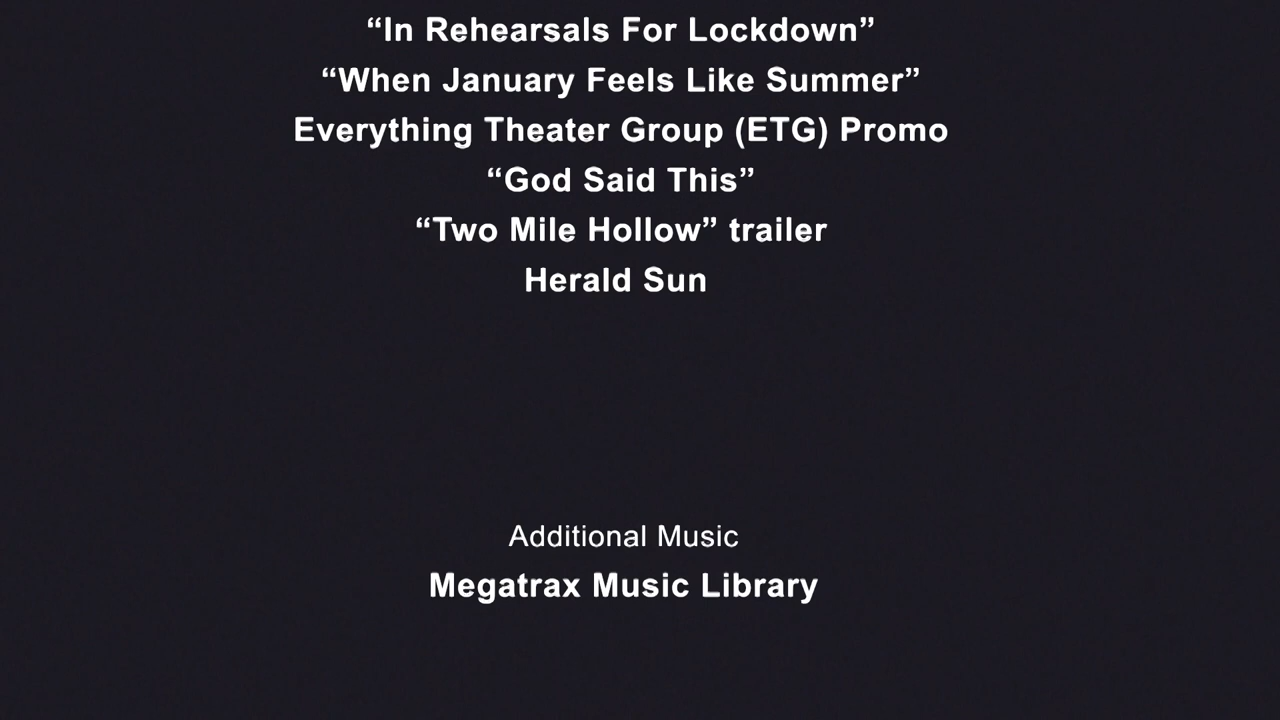 “In Rehearsals For Lockdown”
“When January Feels Like Summer”
Everything Theater Group (ETG) Promo
“God Said This”
“Two Mile Hollow” trailer
Herald Sun
Additional Music
Megatrax Music Library